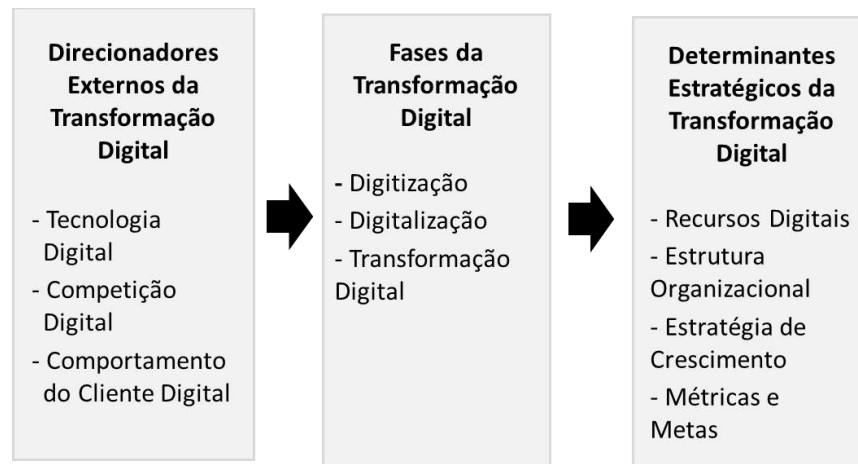 Direcionadores
Externos da
Transformação
Digital
- Tecnologia
Digital
- Competição
Digital
- Comportamento
do Cliente Digital
Fases da
Transformação
Digital
- Digitização
- Digitalização
- Transformação
Digital
Determinantes
Estratégicos da
Transformação
Digital
- Recursos Digitais
- Estrutura
Organizacional
- Estratégia de
Crescimento
- Métricas e
Metas